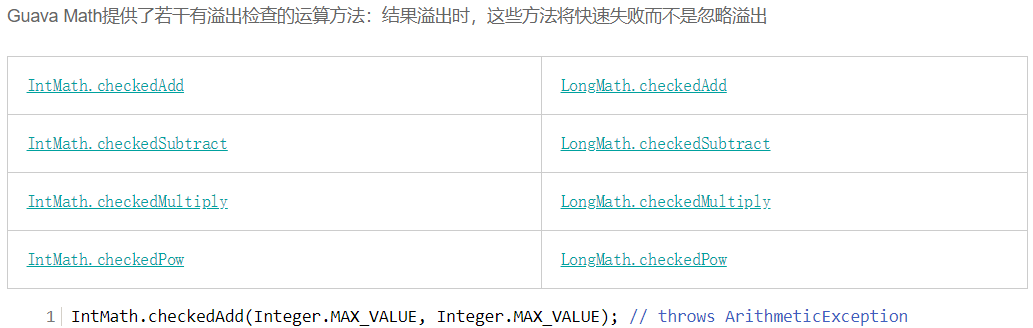 Guava Math提供了若干有溢出检查的运算方法：结果溢出时，这些方法将快速失败而不是忽略溢出
IntMath.checkedAdd LongMath.checkedAdd
IntMath.checkedSubtract LongMath.checkedSubtract
IntMath.checkedMultiply LongMath.checkedMultiply
IntMath.checkedPow LongMath.checkedPow
1 IntMath.checkedAdd(Integer.MAX_VALUE, Integer.MAX_VALUE); // throws ArithmeticException